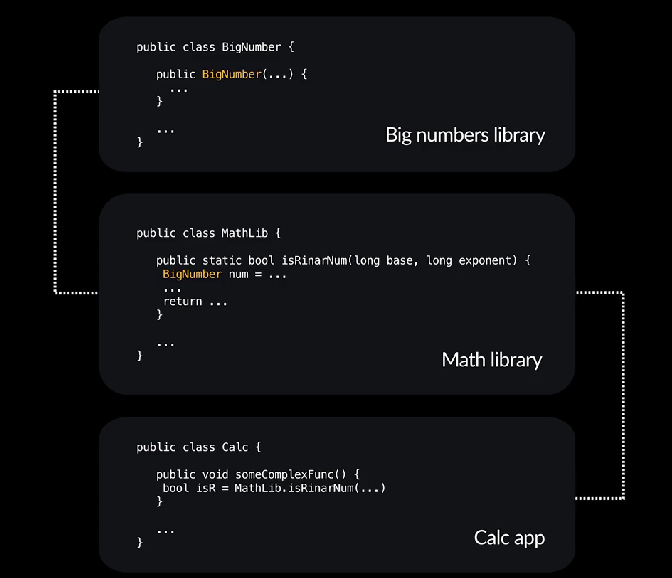 public class BigNumber {
public BigNumber(...) {
...
}
...
}
Big numbers library
public class MathLib {
public static bool isRinarNum(long base, long exponent) {
BigNumber num = ...
...
return ...
}
...
}
Math library
public class Calc {
public void someComplexFunc() {
bool isR = MathLib.isRinarNum(...)
}
...
}
Calc app